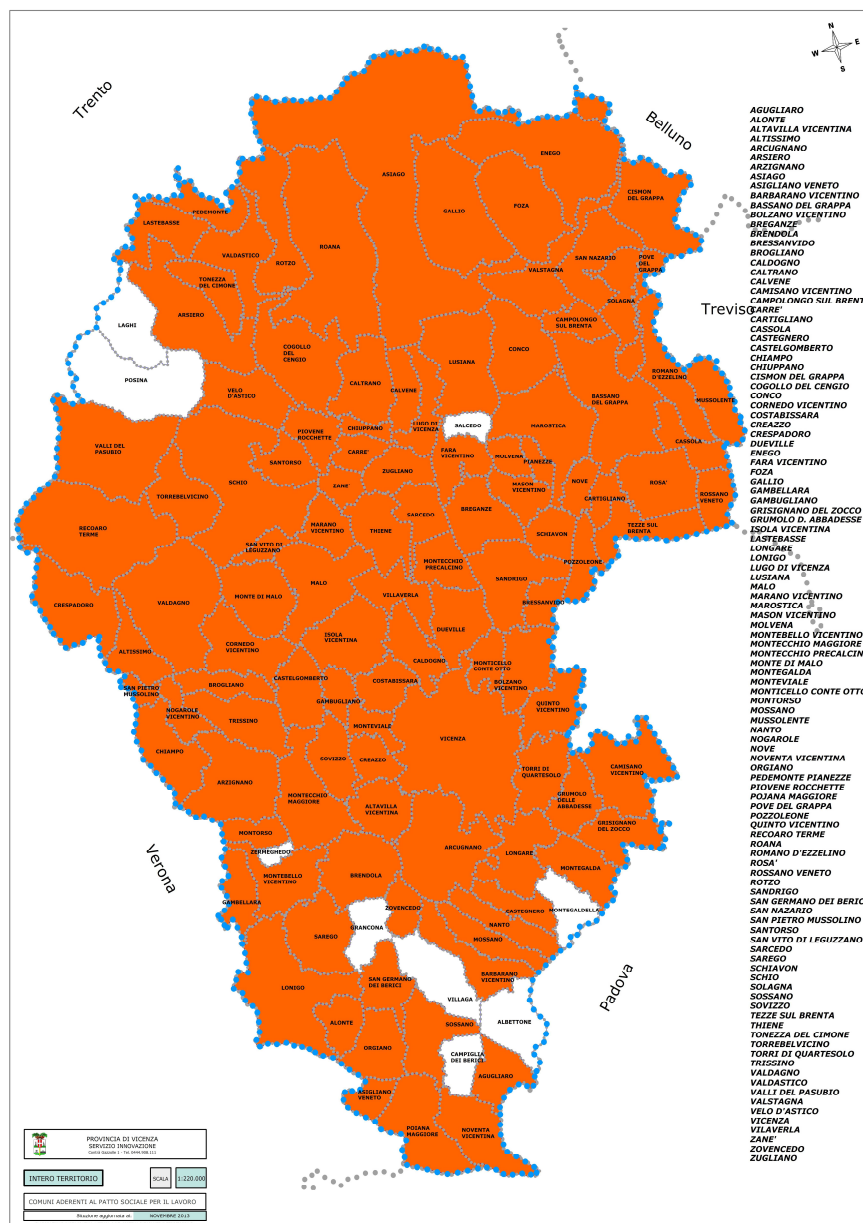 N
W E
S
Trento
Belluno
Treviso
Verona
Padova
ENEGO
ASIAGO
CISMON
DEL GRAPPA
GALLIO
FOZA
PEDEMONTE
LASTEBASSE
ROANA
VALDASTICO
ROTZO
SAN NAZARIO
POVE
DEL
GRAPPA
VALSTAGNA
TONEZZA
DEL CIMONE
SOLAGNA
ARSIERO
CAMPOLONGO
SUL BRENTA
LAGHI
COGOLLO
DEL
CENGIO
CONCO
LUSIANA
POSINA
ROMANO
D'EZZELINO
CALTRANO
CALVENE
VELO
D'ASTICO
BASSANO
DEL GRAPPA
MUSSOLENTE
PIOVENE
ROCCHETTE
CHIUPPANO
LUGO DI
VICENZA
SALCEDO
MAROSTICA
VALLI DEL
PASUBIO
CASSOLA
CARRE'
FARA
VICENTINO
MOLVENA
PIANEZZE
SANTORSO
ZUGLIANO
SCHIO
ZANE'
MASON
VICENTINO
NOVE
ROSA'
TORREBELVICINO
CARTIGLIANO
ROSSANO
VENETO
BREGANZE
SARCEDO
RECOARO
TERME
MARANO
VICENTINO
THIENE
TEZZE SUL
BRENTA
SCHIAVON
SAN VITO DI
LEGUZZANO
MONTECCHIO
PRECALCINO
POZZOLEONE
MALO
SANDRIGO
CRESPADORO
VALDAGNO
MONTE DI MALO
VILLAVERLA
BRESSANVIDO
DUEVILLE
ISOLA
VICENTINA
CORNEDO
VICENTINO
ALTISSIMO
CALDOGNO
MONTICELLO
CONTE OTTO
CASTELGOMBERTO
COSTABISSARA
BOLZANO
VICENTINO
SAN PIETRO
MUSSOLINO
BROGLIANO
GAMBUGLIANO
QUINTO
VICENTINO
NOGAROLE
VICENTINO
TRISSINO
MONTEVIALE
VICENZA
CHIAMPO
SOVIZZO
CREAZZO
TORRI DI
QUARTESOLO
CAMISANO
VICENTINO
ARZIGNANO
MONTECCHIO
MAGGIORE
GRUMOLO
DELLE
ABBADESSE
ALTAVILLA
VICENTINA
GRISIGNANO
DEL ZOCCO
MONTORSO
ARCUGNANO
LONGARE
ZERMEGHEDO
MONTEGALDA
MONTEBELLO
VICENTINO
BRENDOLA
GAMBELLARA
ZOVENCEDO
CASTEGNERO
MONTEGALDELLA
GRANCONA
NANTO
SAREGO
MOSSANO
BARBARANO
VICENTINO
SAN GERMANO
DEI BERICI
LONIGO
VILLAGA
ALONTE
SOSSANO
ALBETTONE
ORGIANO
CAMPIGLIA
DEI BERICI
AGUGLIARO
ASIGLIANO
VENETO
POIANA
MAGGIORE
NOVENTA
VICENTINA
AGUGLIARO
ALONTE
ALTAVILLA VICENTINA
ALTISSIMO
ARCUGNANO
ARSIERO
ARZIGNANO
ASIAGO
ASIGLIANO VENETO
BARBARANO VICENTINO
BASSANO DEL GRAPPA
BOLZANO VICENTINO
BREGANZE
BRENDOLA
BRESSANVIDO
BROGLIANO
CALDOGNO
CALTRANO
CALVENE
CAMISANO VICENTINO
CAMPOLONGO SUL BRENT
CARRE'
CARTIGLIANO
CASSOLA
CASTEGNERO
CASTELGOMBERTO
CHIAMPO
CHIUPPANO
CISMON DEL GRAPPA
COGOLLO DEL CENGIO
CONCO
CORNEDO VICENTINO
COSTABISSARA
CREAZZO
CRESPADORO
DUEVILLE
ENEGO
FARA VICENTINO
FOZA
GALLIO
GAMBELLARA
GAMBUGLIANO
GRISIGNANO DEL ZOCCO
GRUMOLO D. ABBADESSE
ISOLA VICENTINA
LASTEBASSE
LONGARE
LONIGO
LUGO DI VICENZA
LUSIANA
MALO
MARANO VICENTINO
MAROSTICA
MASON VICENTINO
MOLVENA
MONTEBELLO VICENTINO
MONTECCHIO MAGGIORE
MONTECCHIO PRECALCIN
MONTE DI MALO
MONTEGALDA
MONTEVIALE
MONTICELLO CONTE OTTO
MONTORSO
MOSSANO
MUSSOLENTE
NANTO
NOGAROLE
NOVE
NOVENTA VICENTINA
ORGIANO
PEDEMONTE PIANEZZE
PIOVENE ROCCHETTE
POJANA MAGGIORE
POVE DEL GRAPPA
POZZOLEONE
QUINTO VICENTINO
RECOARO TERME
ROANA
ROMANO D'EZZELINO
ROSA'
ROSSANO VENETO
ROTZO
SANDRIGO
SAN GERMANO DEI BERIC
SAN NAZARIO
SAN PIETRO MUSSOLINO
SANTORSO
SAN VITO DI LEGUZZANO
SARCEDO
SAREGO
SCHIAVON
SCHIO
SOLAGNA
SOSSANO
SOVIZZO
TEZZE SUL BRENTA
THIENE
TONEZZA DEL CIMONE
TORREBELVICINO
TORRI DI QUARTESOLO
TRISSINO
VALDAGNO
VALDASTICO
VALLI DEL PASUBIO
VALSTAGNA
VELO D'ASTICO
VICENZA
VILAVERLA
ZANE'
ZOVENCEDO
ZUGLIANO
PROVINCIA DI VICENZA
SERVIZIO INNOVAZIONE
Contrà Gazzolle 1 - Tel. 0444.908.111
INTERO TERRITORIO
SCALA
1:220.000
COMUNI ADERENTI AL PATTO SOCIALE PER IL LAVORO
Situazione aggiornata al: NOVEMBRE 2013